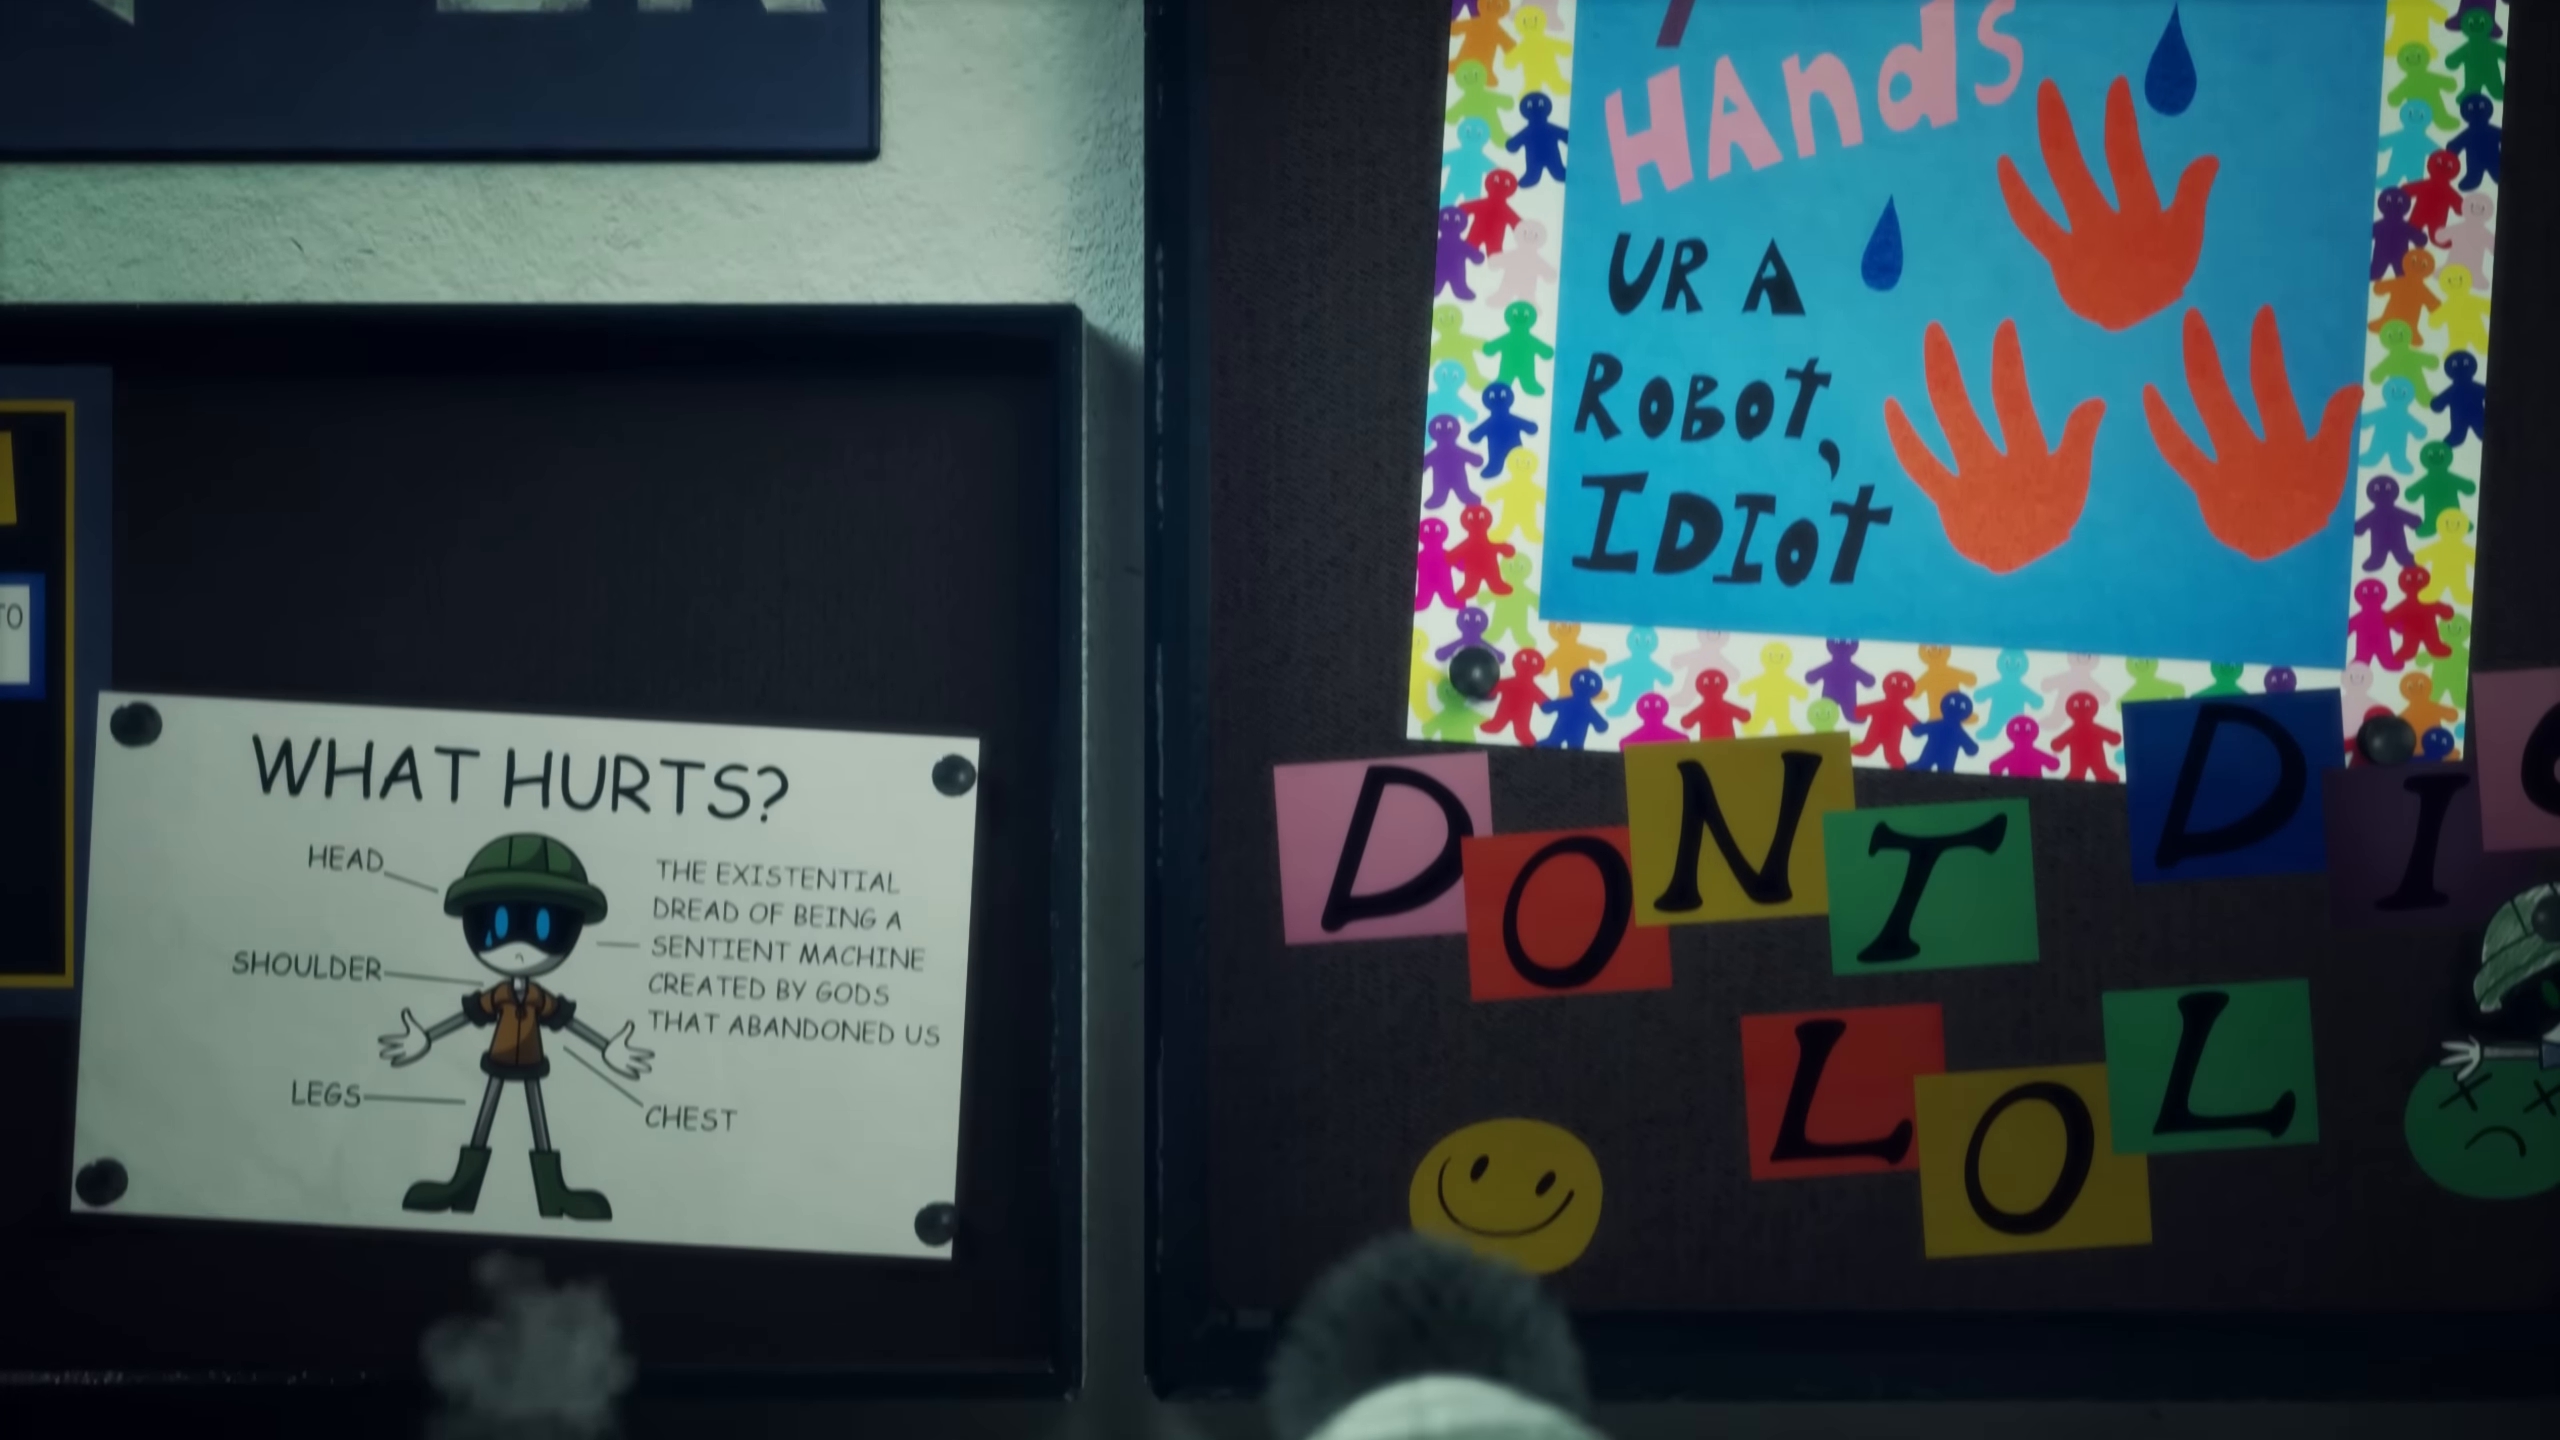 HAndS
UR A
ROBOT,
IDIOT
TO
WHAT HURTS?
HEAD
THE EXISTENTIAL
DREAD OF BEING A
SENTIENT MACHINE
CREATED BY GODS
THAT ABANDONED US
SHOULDER
LEGS
CHEST
DONT DI
LOL